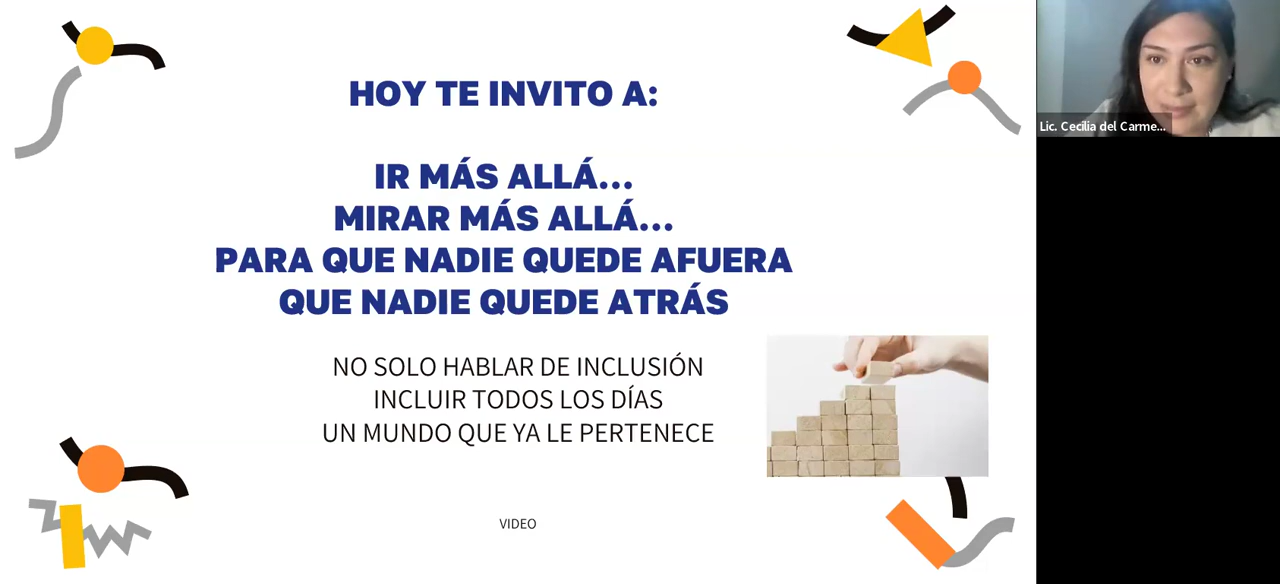 HOY TE INVITO A:
IR MÁS ALLÁ...
MIRAR MÁS ALLÁ...
PARA QUE NADIE QUEDE AFUERA
QUE NADIE QUEDE ATRÁS
NO SOLO HABLAR DE INCLUSIÓN
INCLUIR TODOS LOS DÍAS
UN MUNDO QUE YA LE PERTENECE
VIDEO
Lic. Cecilia del Carme...